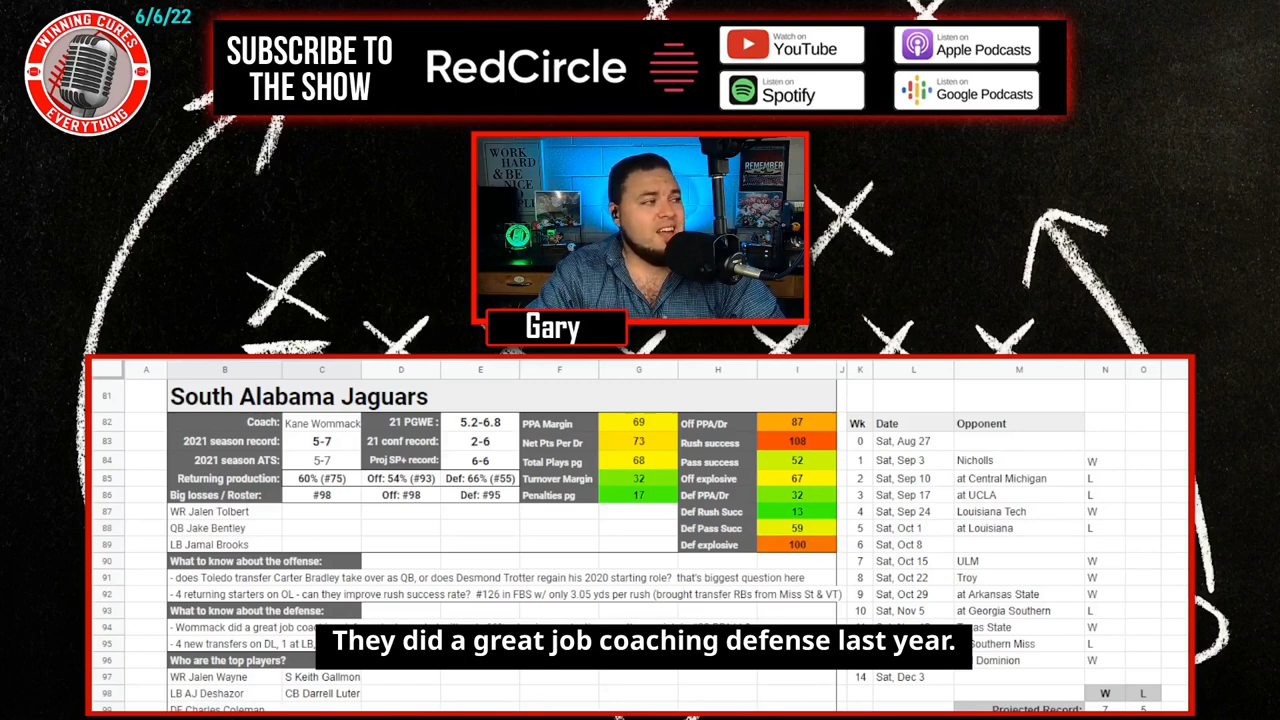 6/6/22
WINNING CURES
EVERYTHING
SUBSCRIBE TO
THE SHOW
RedCircle
Watch on
YouTube
Listen on
Spotify
Listen on
Apple Podcasts
Listen on
Google Podcasts
WORK
HARD
& BE
NICE
REMEMBER
Gary
A B C D E F G H I J K L M N O
81 South Alabama Jaguars
82 Coach: Kane Wommack 21 PGWE : 5.2-6.8 PPA Margin 69 Off PPA/Dr 87 Wk Date Opponent
83 2021 season record: 5-7 21 conf record: 2-6 Net Pts Per Dr 73 Rush success 108 0 Sat, Aug 27
84 2021 season ATS: 5-7 Proj SP+ record: 6-6 Total Plays pg 68 Pass success 52 1 Sat, Sep 3 Nicholls W
85 Returning production: 60% (#75) Off: 54% (#93) Def: 66% (#55) Turnover Margin 32 Off explosive 67 2 Sat, Sep 10 at Central Michigan L
86 Big losses / Roster: #98 Off: #98 Def: #95 Penalties pg 17 Def PPA/Dr 32 3 Sat, Sep 17 at UCLA L
87 WR Jalen Tolbert Def Rush Succ 13 4 Sat, Sep 24 Louisiana Tech W
88 QB Jake Bentley Def Pass Succ 59 5 Sat, Oct 1 at Louisiana L
89 LB Jamal Brooks Def explosive 100 6 Sat, Oct 8
90 What to know about the offense: 7 Sat, Oct 15 ULM W
91 - does Toledo transfer Carter Bradley take over as QB, or does Desmond Trotter regain his 2020 starting role? that's biggest question here 8 Sat, Oct 22 Troy W
92 - 4 returning starters on OL - can they improve rush success rate? #126 in FBS w/ only 3.05 yds per rush (brought transfer RBs from Miss St & VT) 9 Sat, Oct 29 at Arkansas State W
93 What to know about the defense: 10 Sat, Nov 5 at Georgia Southern L
94 - Wommack did a great job State W
95 - 4 new transfers on DL, 1 at LB, Southern Miss L
96 Who are the top players? Dominion W
97 WR Jalen Wayne S Keith Gallmon 14 Sat, Dec 3
98 LB AJ Deshazor CB Darrell Luter W L
99 DE Charles Coleman Projected Record: 7 5
They did a great job coaching defense last year.